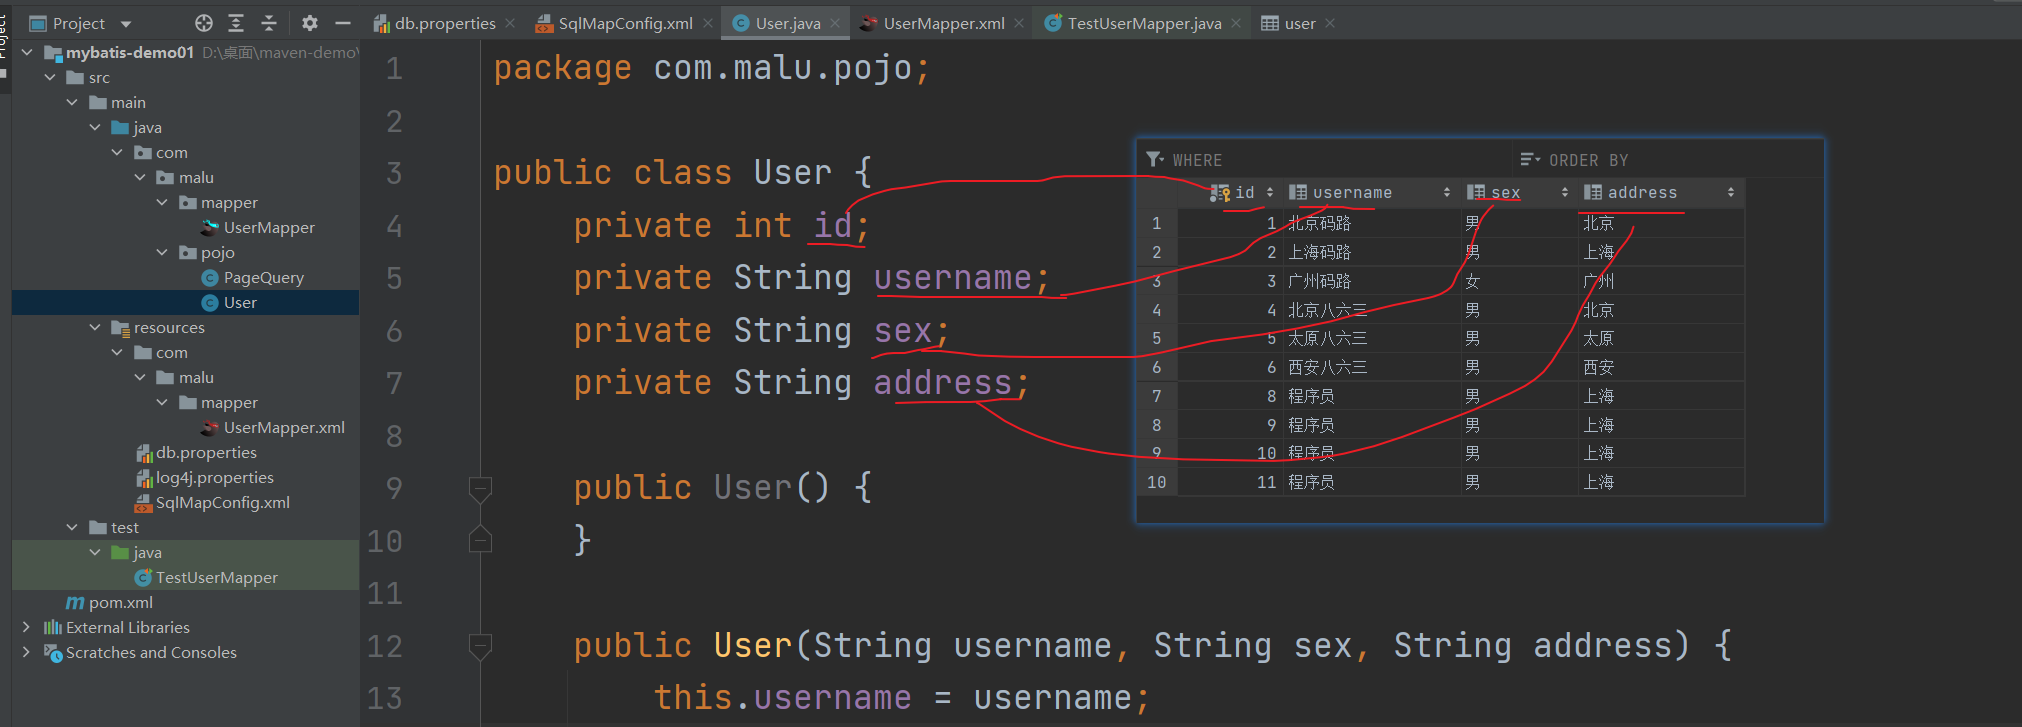 Project
Project
db.properties
SqlMapConfig.xml
User.java
UserMapper.xml
TestUserMapper.java
user
mybatis-demo01 D:\桌面\maven-demo\
src
main
java
com
malu
mapper
UserMapper
pojo
PageQuery
User
resources
com
malu
mapper
UserMapper.xml
db.properties
log4j.properties
SqlMapConfig.xml
test
java
TestUserMapper
pom.xml
External Libraries
Scratches and Consoles
1 package com.malu.pojo;
2
3 public class User {
4 private int id;
5 private String username;
6 private String sex;
7 private String address;
8
9 public User() {
10 }
11
12 public User(String username, String sex, String address) {
13 this.username = username;
WHERE ORDER BY
id username sex address
1 1 北京码路 男 北京
2 2 上海码路 男 上海
3 3 广州码路 女 广州
4 4 北京八六三 男 北京
5 5 太原八六三 男 太原
6 6 西安八六三 男 西安
7 8 程序员 男 上海
8 9 程序员 男 上海
9 10 程序员 男 上海
10 11 程序员 男 上海